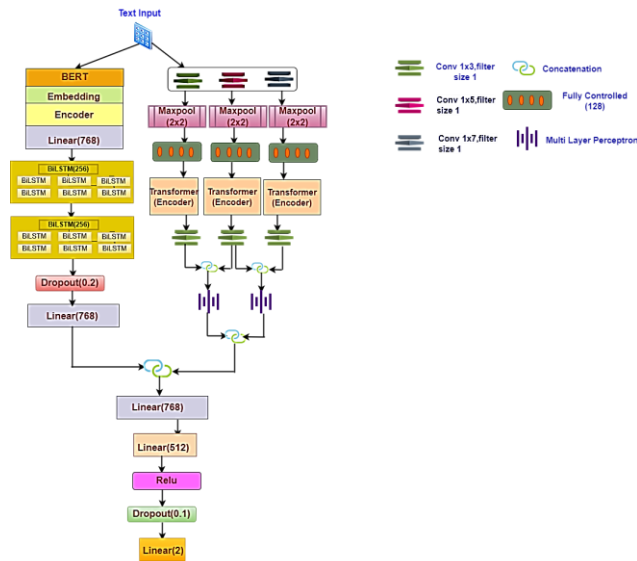 Text Input
BERT
Embedding
Encoder
Linear(768)
BiLSTM(256)
BiLSTM BiLSTM BiLSTM
BiLSTM BiLSTM BiLSTM
BiLSTM(256)
BiLSTM BiLSTM BiLSTM
BiLSTM BiLSTM BiLSTM
Dropout(0.2)
Linear(768)
Maxpool (2x2)
Maxpool (2x2)
Maxpool (2x2)
Transformer (Encoder)
Transformer (Encoder)
Transformer (Encoder)
Linear(768)
Linear(512)
Relu
Dropout(0.1)
Linear(2)
Conv 1x3,filter
size 1
Concatenation
Conv 1x5,filter
size 1
Fully Controlled
(128)
Conv 1x7,filter
size 1
Multi Layer Perceptron